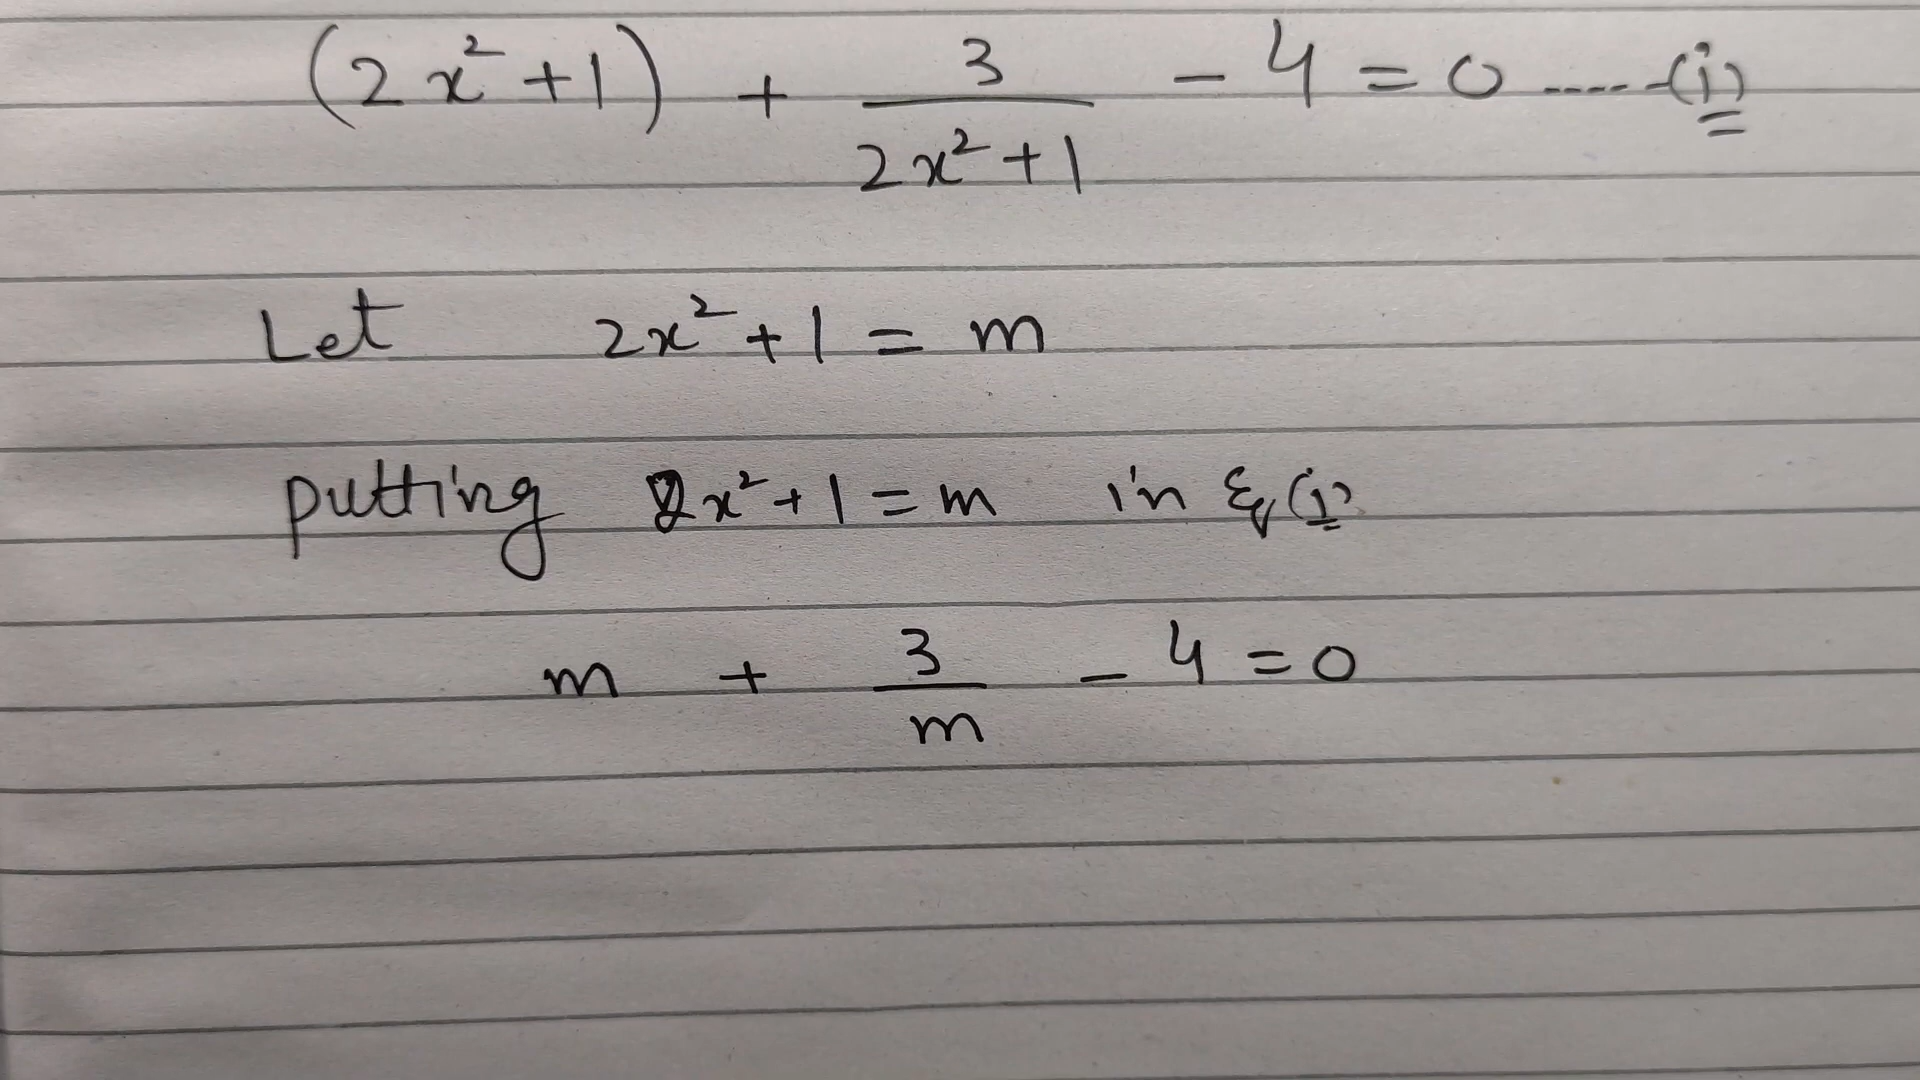 (2x² + 1) + 3/(2x² + 1) - 4 = 0 ..... (i)
Let 2x² + 1 = m
putting 2x² + 1 = m in Eq (i)
m + 3/m - 4 = 0